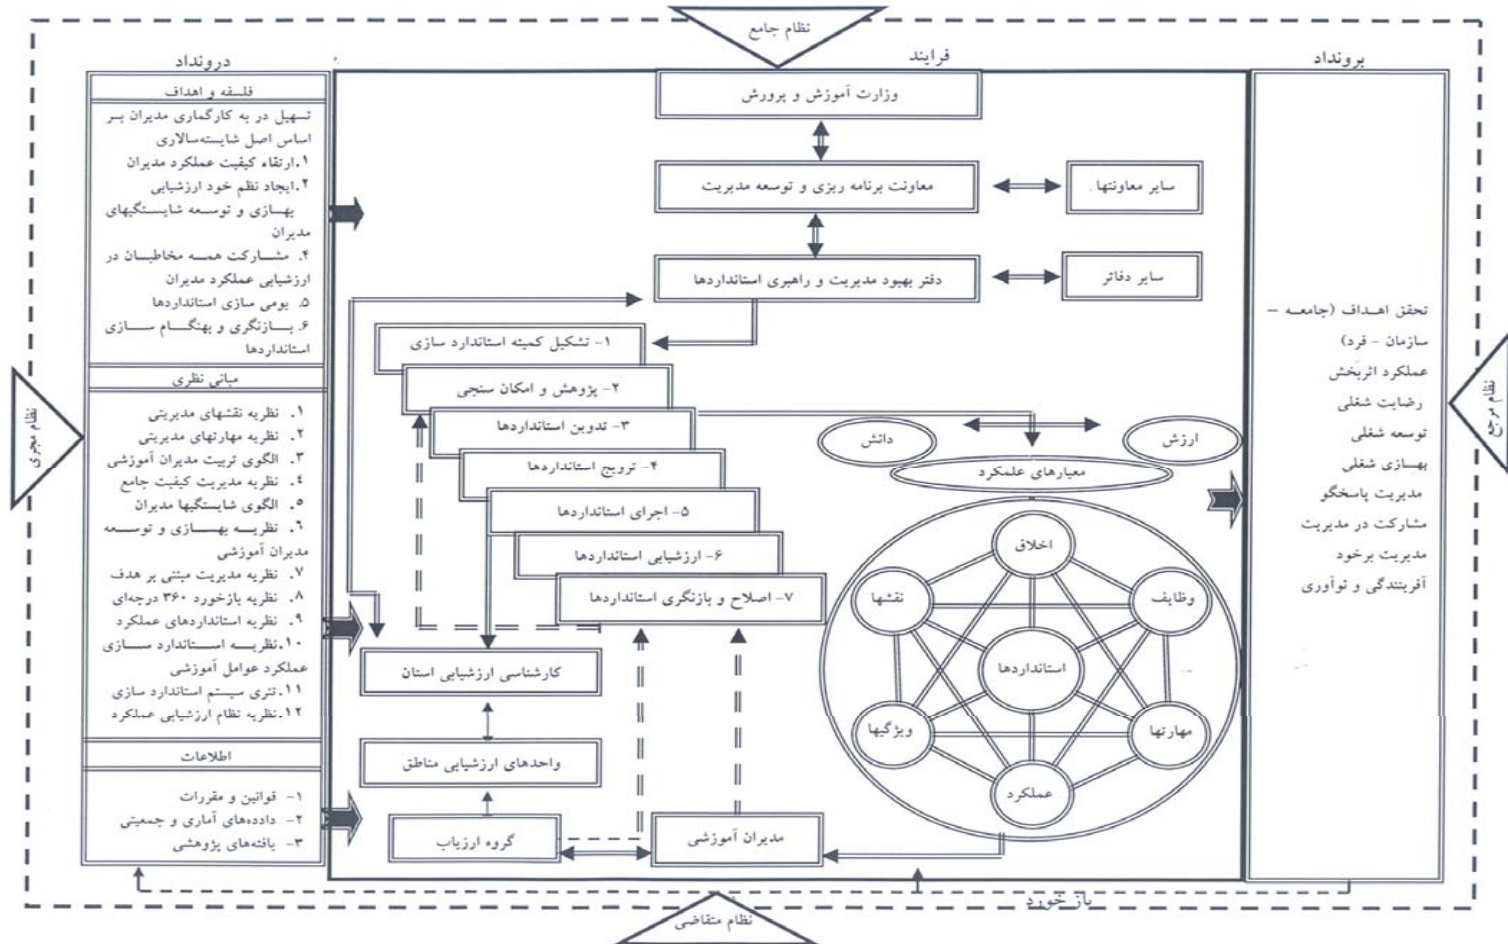 نظام جامع
درونداد
فرایند
برونداد
فلسفه و اهداف
تسهیل در به کارگماری مدیران بر
اساس اصل شایسته‌سالاری
۱.ارتقاء کیفیت عملکرد مدیران
۲.ایجاد نظم خود ارزشیابی
بهسازی و توسعه شایستگیهای
مدیران
۴. مشارکت همه مخاطبان در
ارزشیابی عملکرد مدیران
۵. بومی سازی استانداردها
۶. بازنگری و بهنگام سازی
استانداردها
مبانی نظری
۱. نظریه نقشهای مدیریتی
۲. نظریه مهارتهای مدیریتی
۳. الگوی تربیت مدیران آموزشی
٤. نظریه مدیریت کیفیت جامع
۵. الگوی شایستگیها مدیران
۶. نظریه بهسازی و توسعه
مدیران آموزشی
۷. نظریه مدیریت مبتنی بر هدف
۸. نظریه بازخورد ۳۶۰ درجه‌ای
۹. نظریه استانداردهای عملکرد
۱۰.نظریه استاندارد سازی
عملکرد عوامل آموزشی
۱۱.تئری سیستم استاندارد سازی
۱۲.نظریه نظام ارزشیابی عملکرد
اطلاعات
۱- قوانین و مقررات
۲- دادده‌های آماری و جمعیتی
۳- یافته‌های پژوهشی
وزارت آموزش و پرورش
معاونت برنامه ریزی و توسعه مدیریت
سایر معاونتها
دفتر بهبود مدیریت و راهبری استانداردها
سایر دفاتر
۱- تشکیل کمیته استاندارد سازی
۲- پژوهش و امکان سنجی
۳- تدوین استانداردها
۴- ترویج استانداردها
۵- اجرای استانداردها
۶- ارزشیابی استانداردها
۷- اصلاح و بازنگری استانداردها
دانش
ارزش
معیارهای علمکرد
اخلاق
نقشها
وظایف
استانداردها
ویژگیها
مهارتها
عملکرد
کارشناسی ارزشیابی استان
واحدهای ارزشیابی مناطق
گروه ارزیاب
مدیران آموزشی
تحقق اهداف (جامعه –
سازمان - فرد)
عملکرد اثربخش
رضایت شغلی
توسعه شغلی
بهسازی شغلی
مدیریت پاسخگو
مشارکت در مدیریت
مدیریت برخود
آفرینندگی و نوآوری
نظام مجری
نظام مرجع
باز خورد
نظام متقاضی